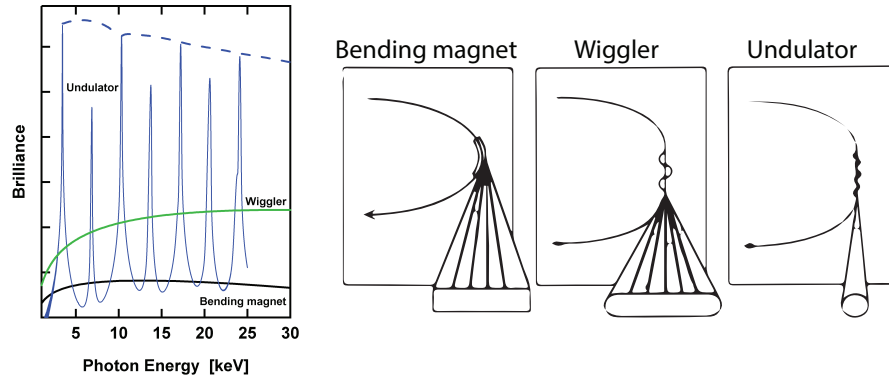 Brilliance
Undulator
Wiggler
Bending magnet
5 10 15 20 25 30
Photon Energy [keV]
Bending magnet
Wiggler
Undulator